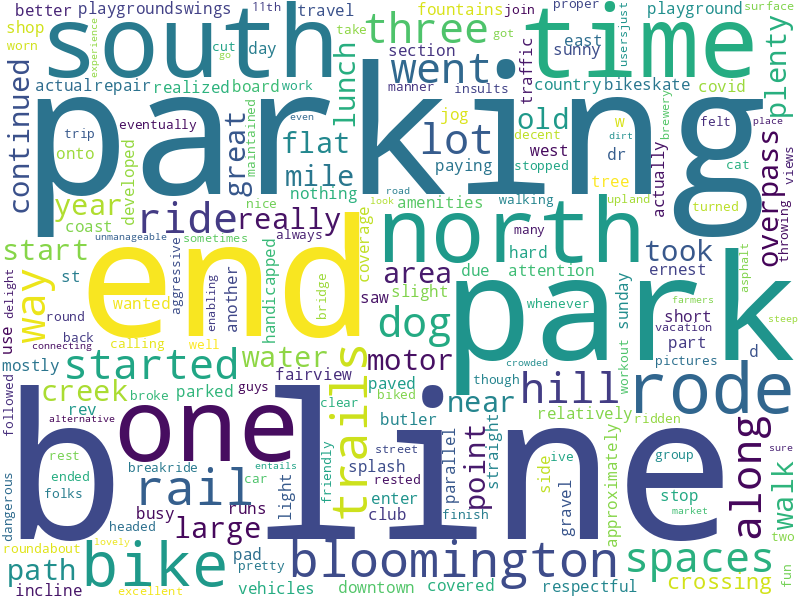 better
playgroundswings
11th
travel
fountains
join
proper
playground
surface
shop
worn
south
cut
day
take
three
got
time
east
sunny
usersjust
plenty
experience
go
section
went
traffic
country
bikeskate
covid
continued
actual
repair
realized
board
work
lunch
manner
insults
parking
trip
eventually
great
even
flat
lot
jog
old
w
felt
place
decent
brewery
dirt
views
onto
developed
maintained
mile
paying
west
stopped
dr
actually
cat
throwing
overpass
year
coast
nice
nothing
amenities
road
look
walking
tree
upland
turned
ride
really
north
many
took
start
unmanageable
sometimes
always
coverage
area
hard
due
attention
asphalt
ernest
st
way
end
aggressive
enabling
another
handicapped
saw
slight
park
use
delight
round
wanted
bridge
dog
whenever
short
farmers
vacation
steep
back
connecting
calling
well
motor
crowded
workout
sunday
part
pictures
d
mostly
started
water
trails
near
though
hill
rode
followed
creek
parked
fairview
guys
paved
biked
rev
broke
clear
butler
relatively
ridden
alternative
one
b
line
street
point
straight
parallel
side
ive
group
along
walk
sure
rest
rail
breakride
entails
friendly
splash
rested
enter
gravel
approximately
stop
market
two
dangerous
ended
folks
busy
large
runs
car
light
club
finish
roundabout
headed
pad
bloomington
spaces
fun
path
bike
pretty
crossing
incline
lovely
excellent
vehicles
downtown
covered
respectful